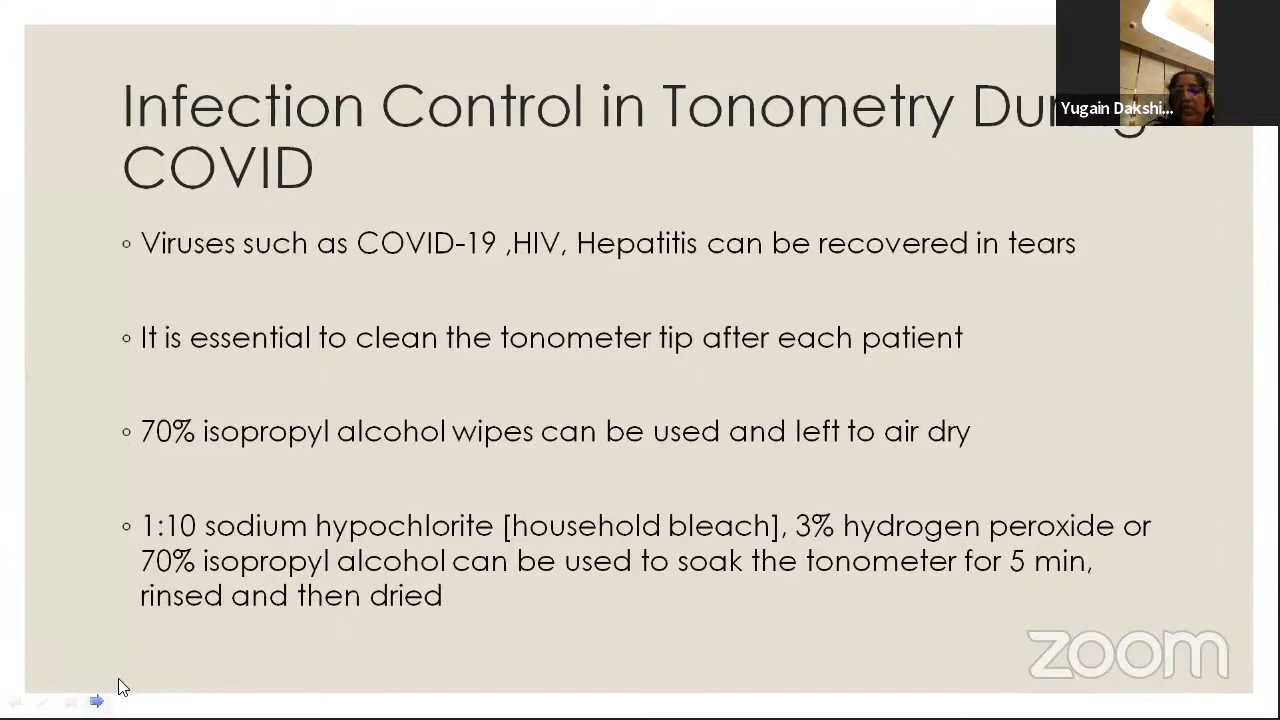 Infection Control in Tonometry During
COVID
Yugain Dakshi...
◦ Viruses such as COVID-19 ,HIV, Hepatitis can be recovered in tears
◦ It is essential to clean the tonometer tip after each patient
◦ 70% isopropyl alcohol wipes can be used and left to air dry
◦ 1:10 sodium hypochlorite [household bleach], 3% hydrogen peroxide or
70% isopropyl alcohol can be used to soak the tonometer for 5 min,
rinsed and then dried
zoom